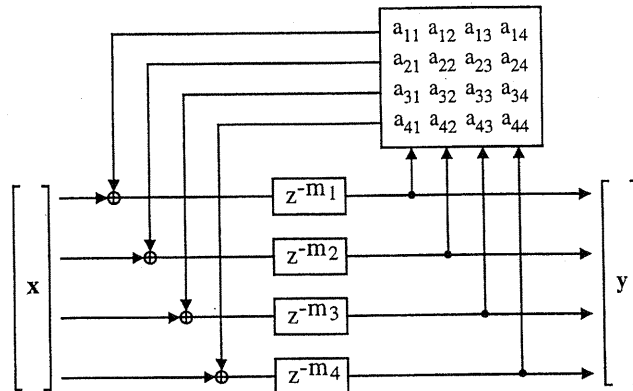 a₁₁ a₁₂ a₁₃ a₁₄
a₂₁ a₂₂ a₂₃ a₂₄
a₃₁ a₃₂ a₃₃ a₃₄
a₄₁ a₄₂ a₄₃ a₄₄
z⁻ᵐ¹
z⁻ᵐ²
x
y
z⁻ᵐ³
z⁻ᵐ⁴